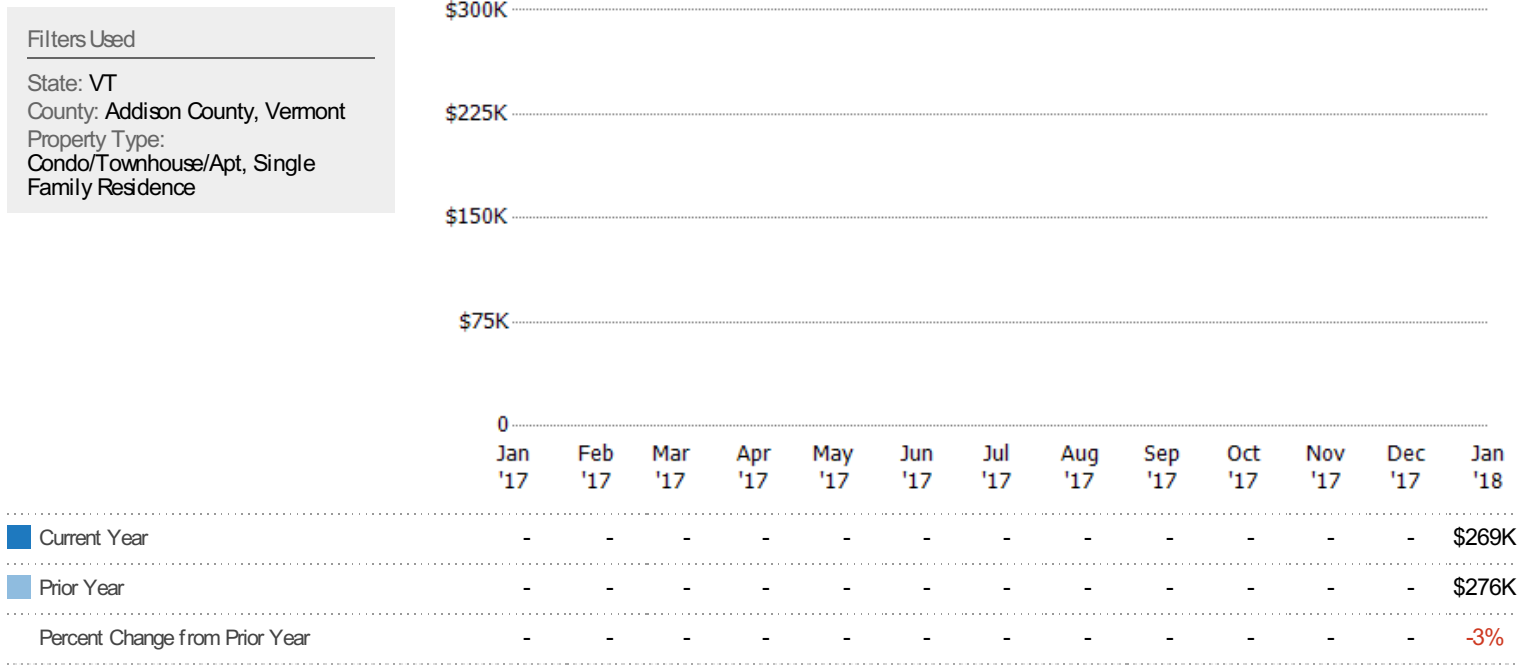 Filters Used
State: VT
County: Addison County, Vermont
Property Type:
Condo/Townhouse/Apt, Single
Family Residence
$300K
$225K
$150K
$75K
0
Jan Feb Mar Apr May Jun Jul Aug Sep Oct Nov Dec Jan
'17 '17 '17 '17 '17 '17 '17 '17 '17 '17 '17 '17 '18
Current Year - - - - - - - - - - - - $269K
Prior Year - - - - - - - - - - - - $276K
Percent Change from Prior Year - - - - - - - - - - - - -3%